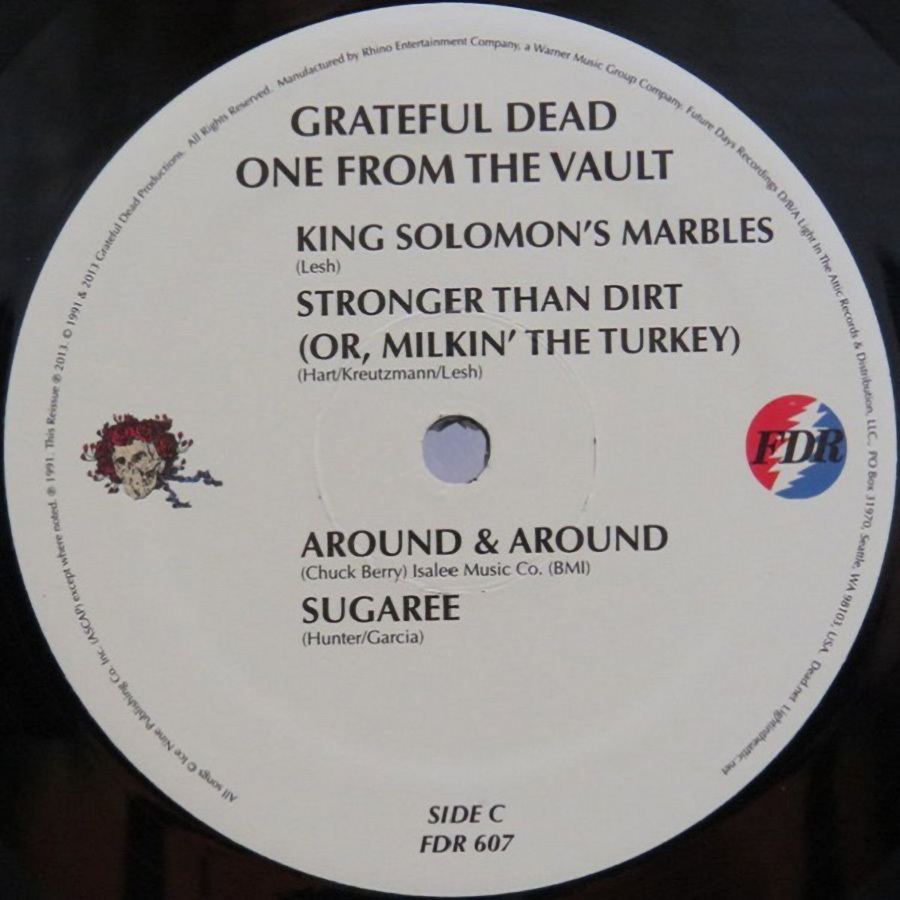 GRATEFUL DEAD
ONE FROM THE VAULT
KING SOLOMON'S MARBLES
(Lesh)
STRONGER THAN DIRT
(OR, MILKIN' THE TURKEY)
(Hart/Kreutzmann/Lesh)
FDR
AROUND & AROUND
(Chuck Berry) Isalee Music Co. (BMI)
SUGAREE
(Hunter/Garcia)
SIDE C
FDR 607
All songs © Ice Nine Publishing Co. Inc. (ASCAP) except where noted. ℗ 1991. This Reissue ℗ 2013. © 1991 & 2013 Grateful Dead Productions. All Rights Reserved. Manufactured by Rhino Entertainment Company, a Warner Music Group Company. Future Days Recordings D/B/A Light In The Attic Records & Distribution, LLC., PO Box 31970, Seattle, WA 98103, USA. Dead.net Lightintheattic.net